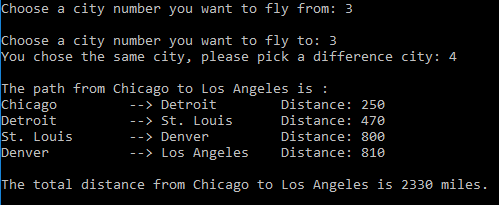 Choose a city number you want to fly from: 3
Choose a city number you want to fly to: 3
You chose the same city, please pick a difference city: 4
The path from Chicago to Los Angeles is :
Chicago --> Detroit Distance: 250
Detroit --> St. Louis Distance: 470
St. Louis --> Denver Distance: 800
Denver --> Los Angeles Distance: 810
The total distance from Chicago to Los Angeles is 2330 miles.